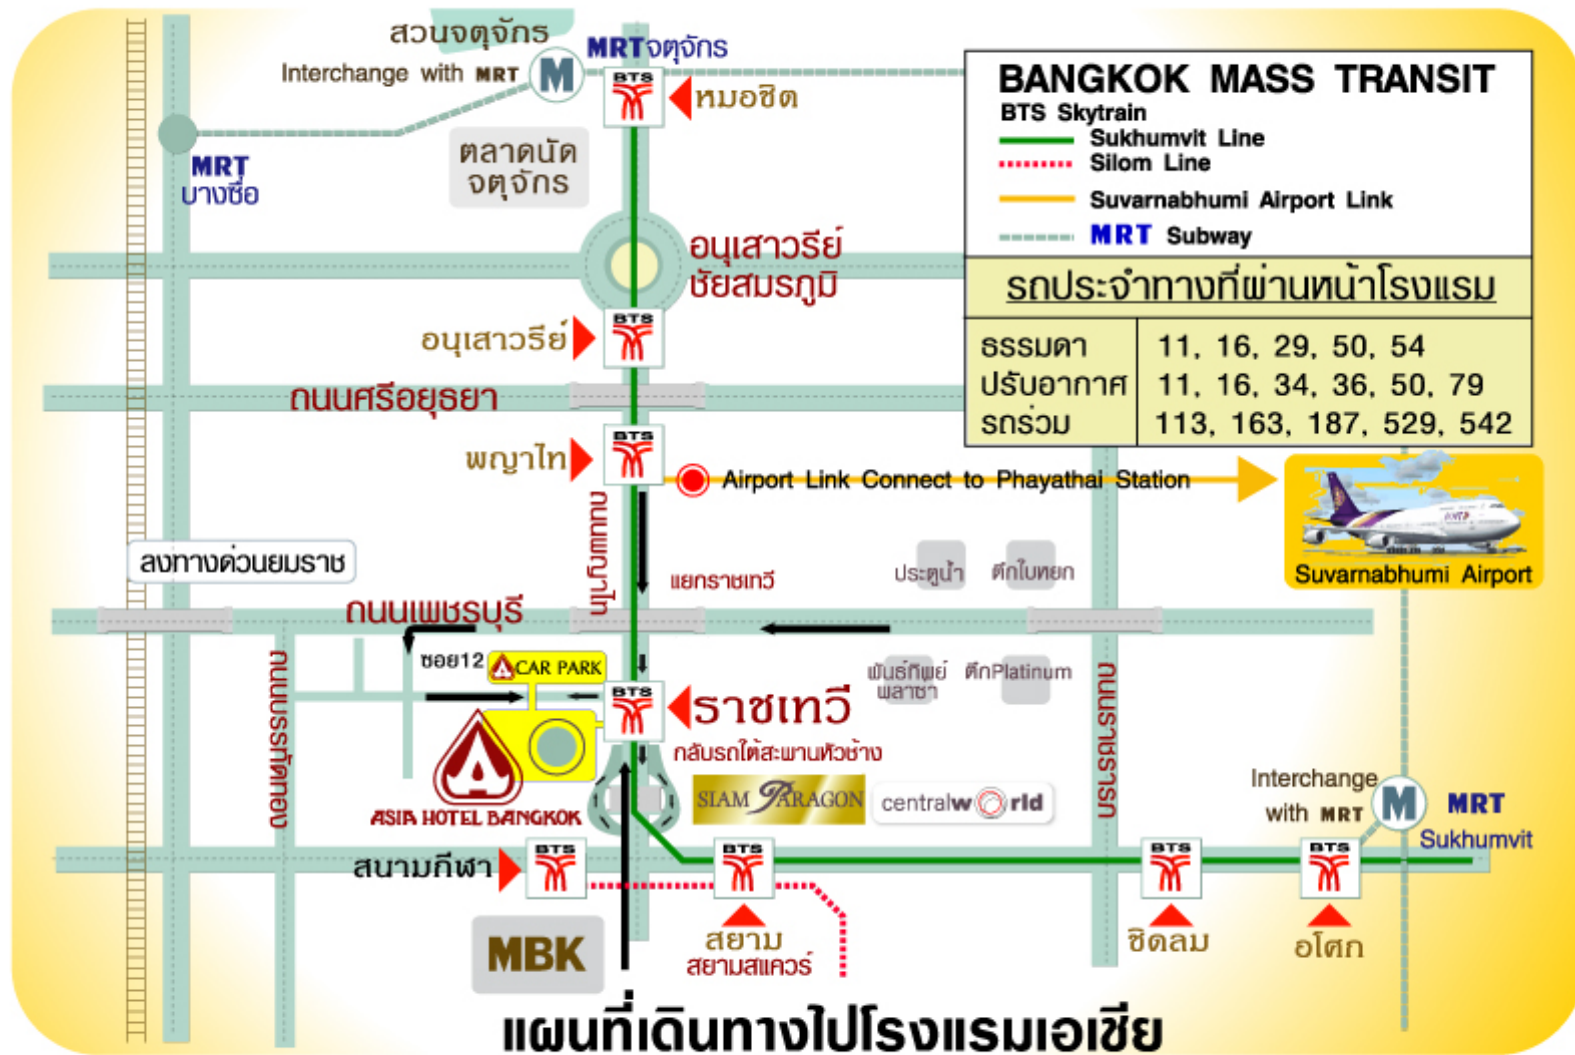 สวนจตุจักร
Interchange with MRT
M
MRTจตุจักร
BTS
หมอชิต
MRT
บางซื่อ
ตลาดนัด
จตุจักร
BANGKOK MASS TRANSIT
BTS Skytrain
Sukhumvit Line
Silom Line
Suvarnabhumi Airport Link
MRT Subway
รถประจำทางที่ผ่านหน้าโรงแรม
ธรรมดา 11, 16, 29, 50, 54
ปรับอากาศ 11, 16, 34, 36, 50, 79
รถร่วม 113, 163, 187, 529, 542
อนุเสาวรีย์
ชัยสมรภูมิ
อนุเสาวรีย์
BTS
ถนนศรีอยุธยา
พญาไท
BTS
Airport Link Connect to Phayathai Station
Suvarnabhumi Airport
ถนนพญาไท
ลงทางด่วนยมราช
แยกราชเทวี
ประตูน้ำ
ตึกใบหยก
ถนนเพชรบุรี
ซอย12
CAR PARK
พันธ์ทิพย์
พลาซา
ตึกPlatinum
ถนนบรรทัดทอง
ถนนราชดำริ
BTS
ราชเทวี
กลับรถใต้สะพานหัวช้าง
ASIA HOTEL BANGKOK
SIAM PARAGON
centralworld
Interchange
with MRT
M
MRT
Sukhumvit
สนามกีฬา
BTS
BTS
BTS
BTS
MBK
สยาม
สยามสแควร์
ชิดลม
อโศก
แผนที่เดินทางไปโรงแรมเอเชีย